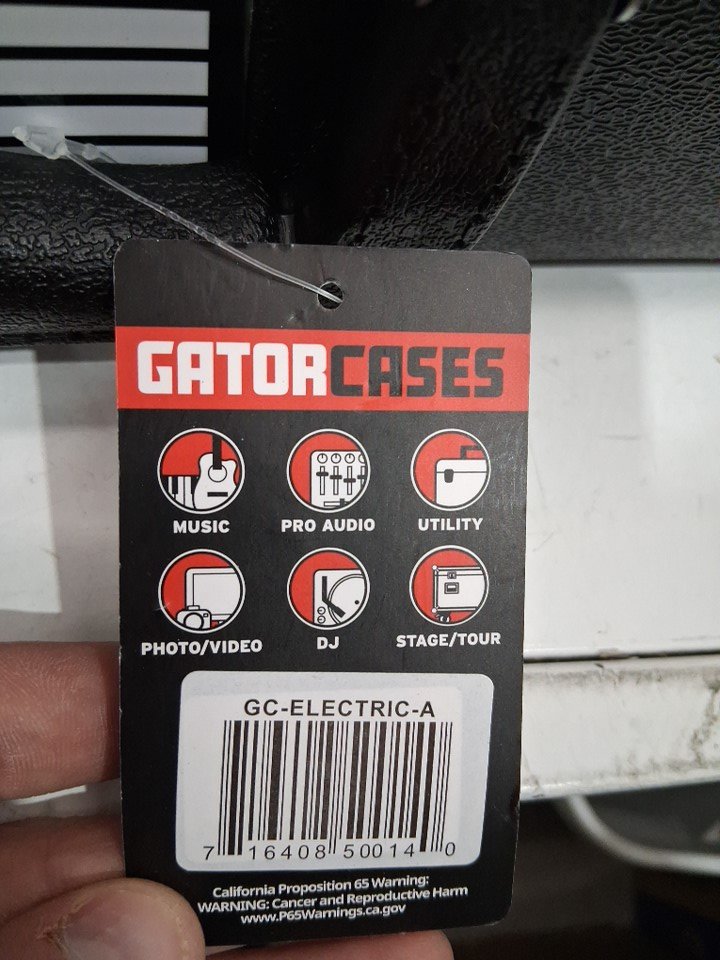 GATORCASES
MUSIC
PRO AUDIO
UTILITY
PHOTO/VIDEO
DJ
STAGE/TOUR
GC-ELECTRIC-A
7 16408 50014 0
California Proposition 65 Warning:
WARNING: Cancer and Reproductive Harm
www.P65Warnings.ca.gov